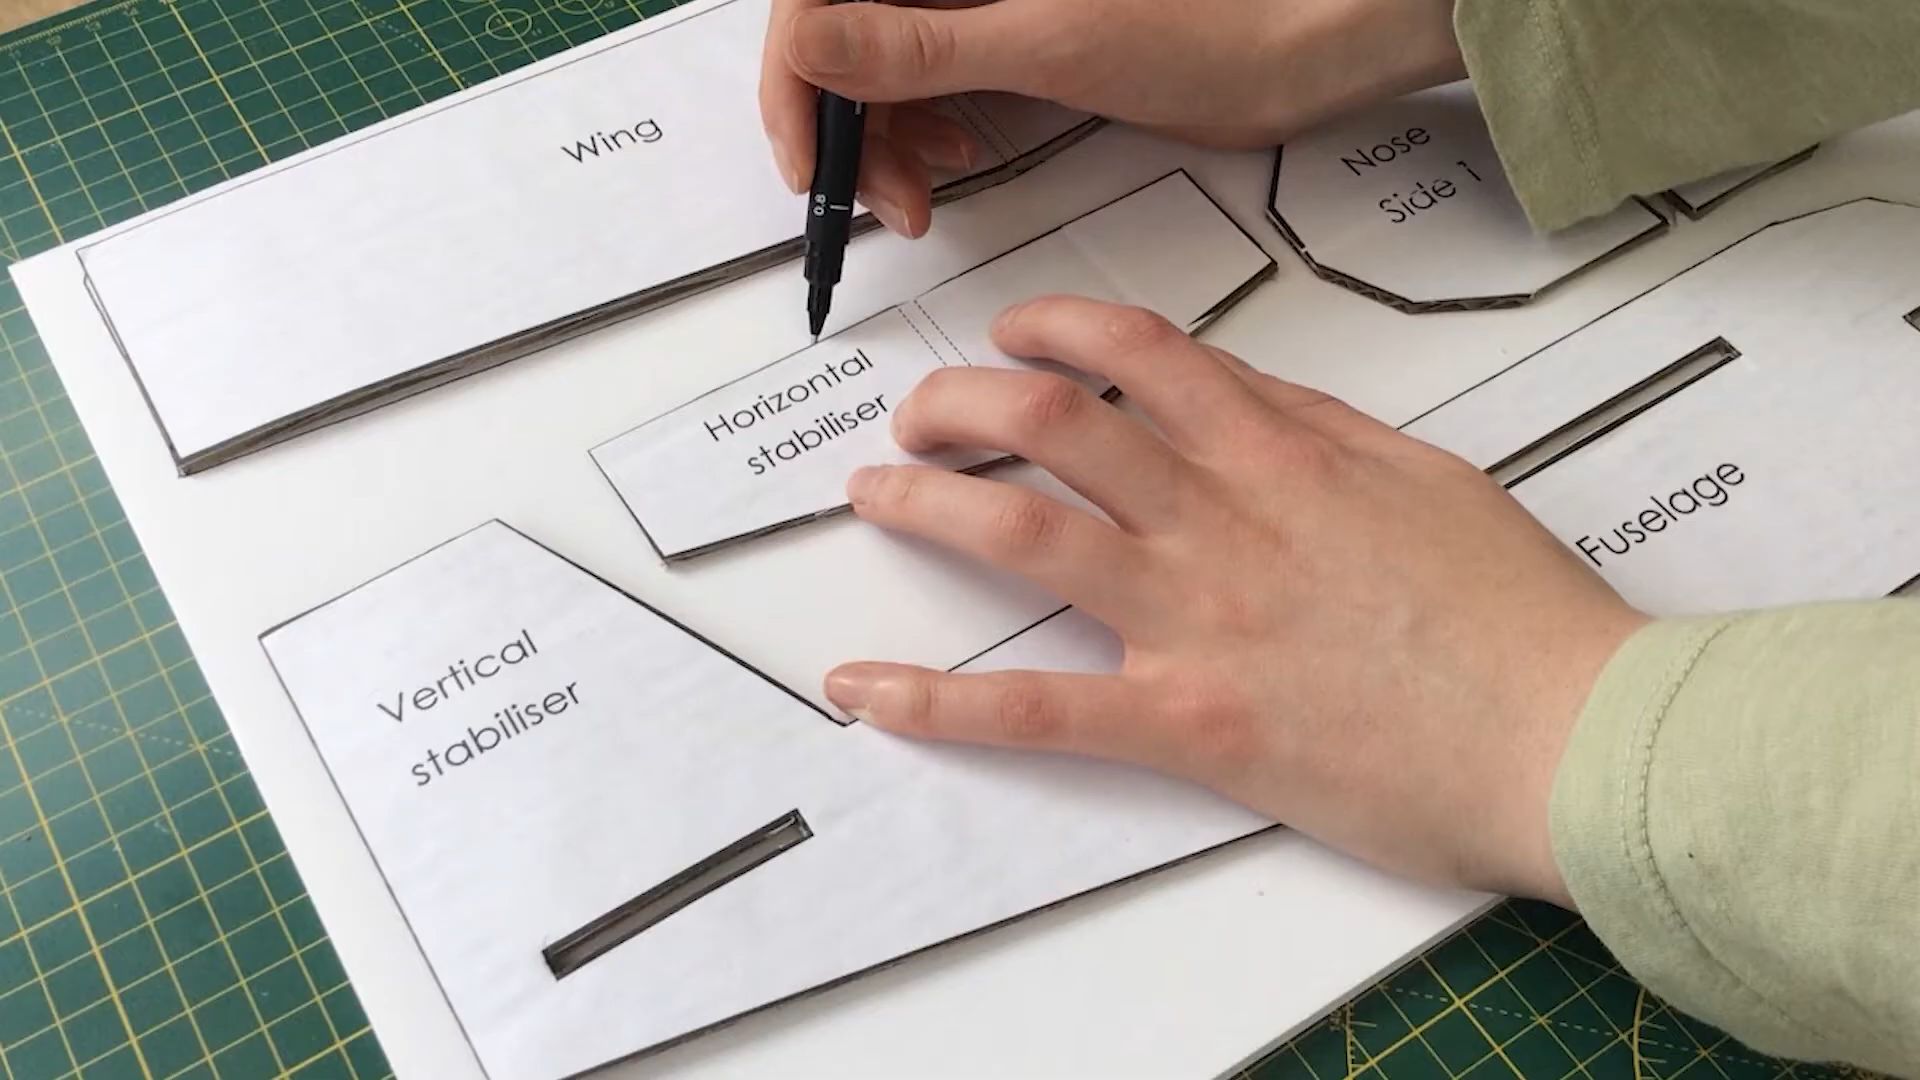 Wing
Nose
Side 1
Horizontal
stabiliser
Fuselage
Vertical
stabiliser
0.8